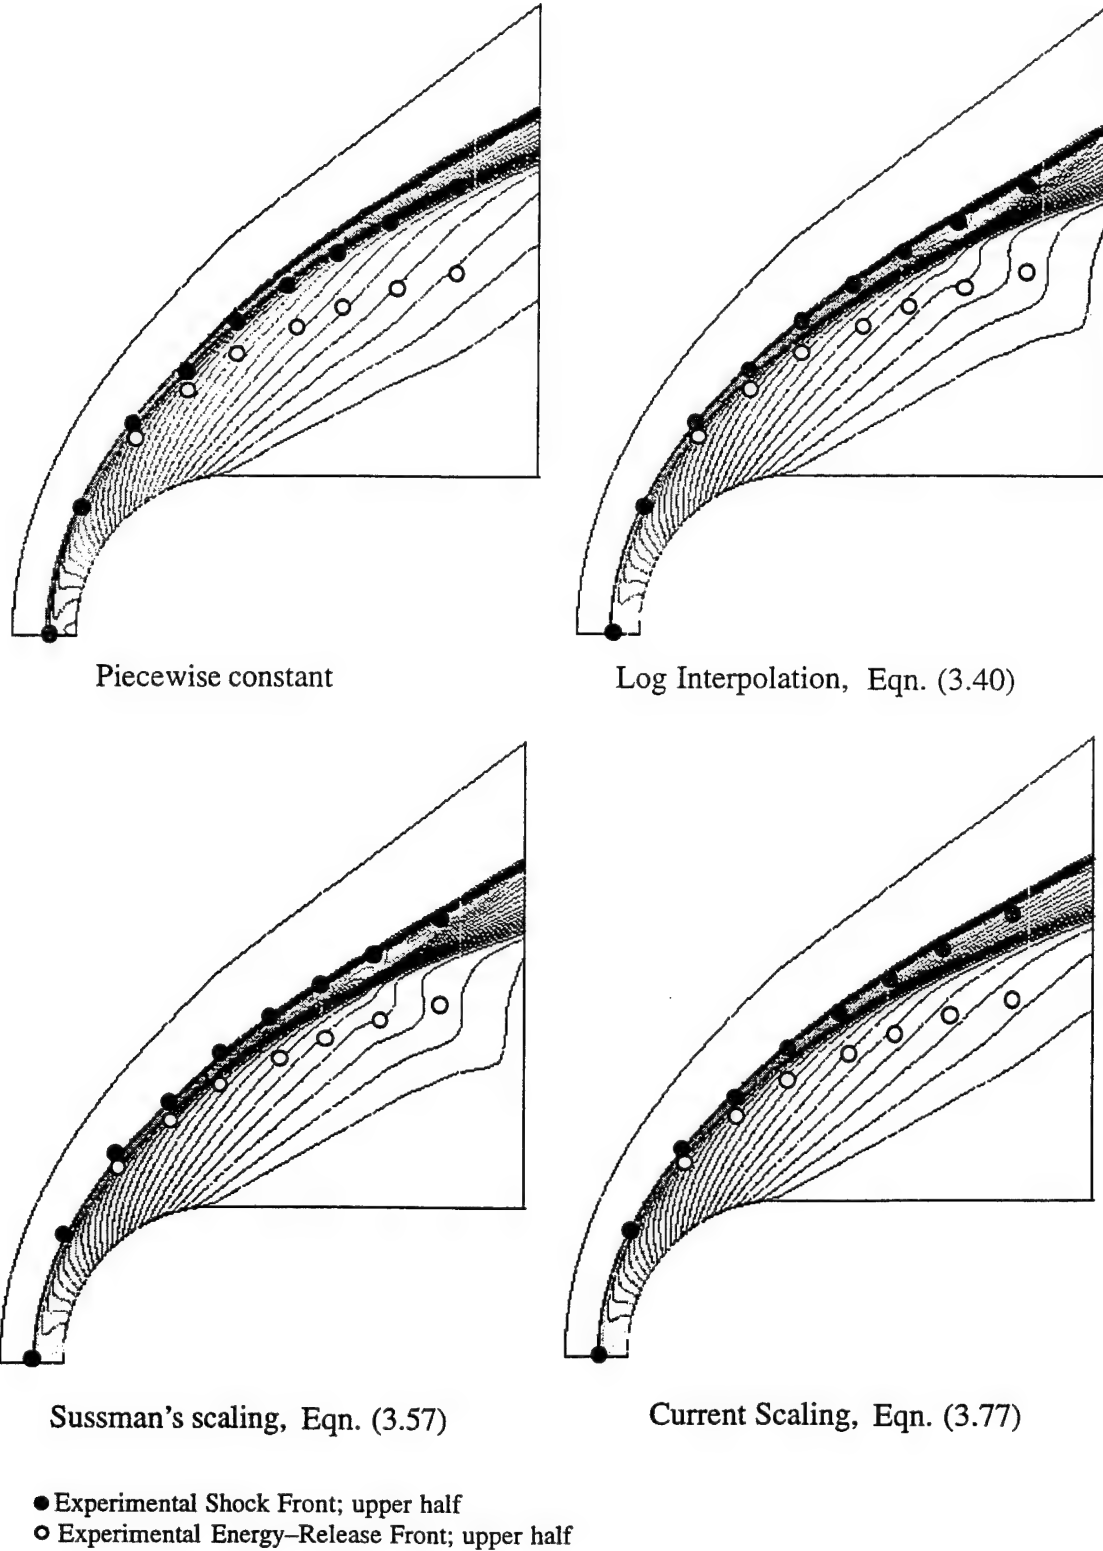 Piecewise constant
Log Interpolation, Eqn. (3.40)
Sussman's scaling, Eqn. (3.57)
Current Scaling, Eqn. (3.77)
Experimental Shock Front; upper half
Experimental Energy–Release Front; upper half